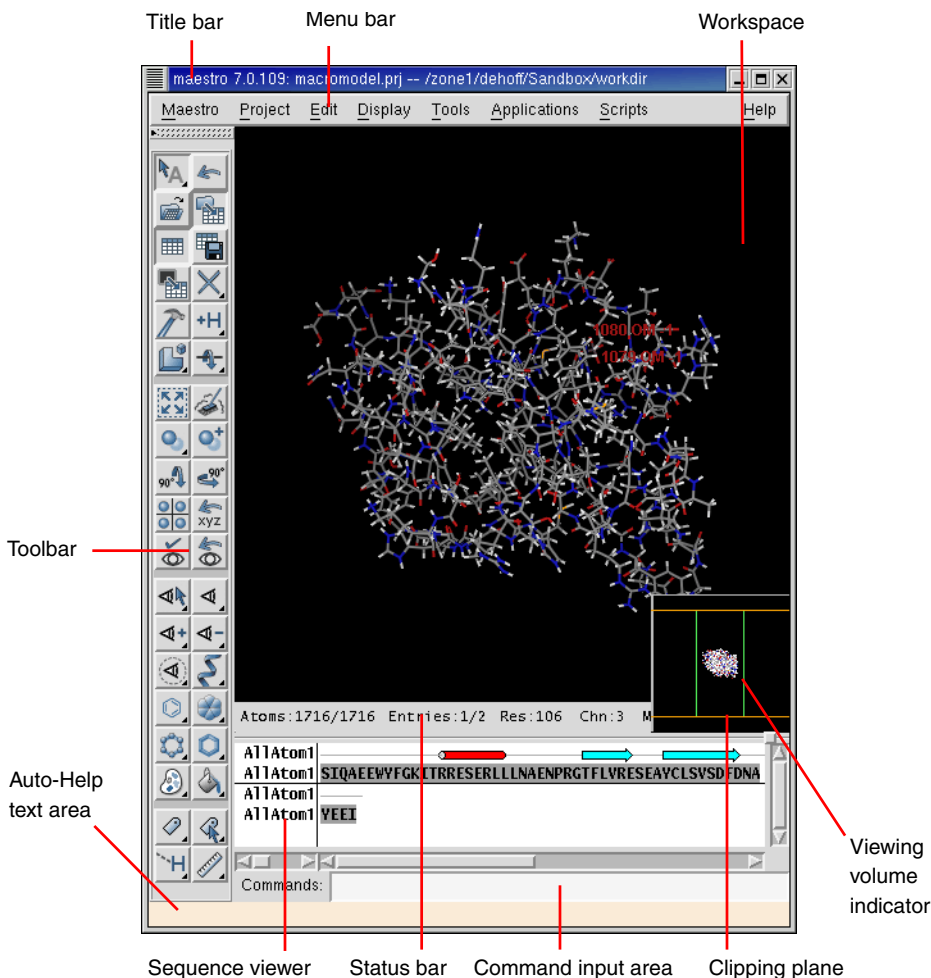 Title bar
Menu bar
Workspace
maestro 7.0.109: macromodel.prj -- /zone1/dehoff/Sandbox/workdir
Maestro Project Edit Display Tools Applications Scripts Help
A
+H
90° 90°
xyz
Toolbar
Atoms:1716/1716 Entries:1/2 Res:106 Chn:3 M
AllAtom1
AllAtom1 SIQAEEWYFGKITRRESERLLLNAENPRGTFLVRESEAYCLSVSDFDNA
AllAtom1
AllAtom1 YEEI
Auto-Help
text area
H
Commands:
Viewing
volume
indicator
Sequence viewer
Status bar
Command input area
Clipping plane